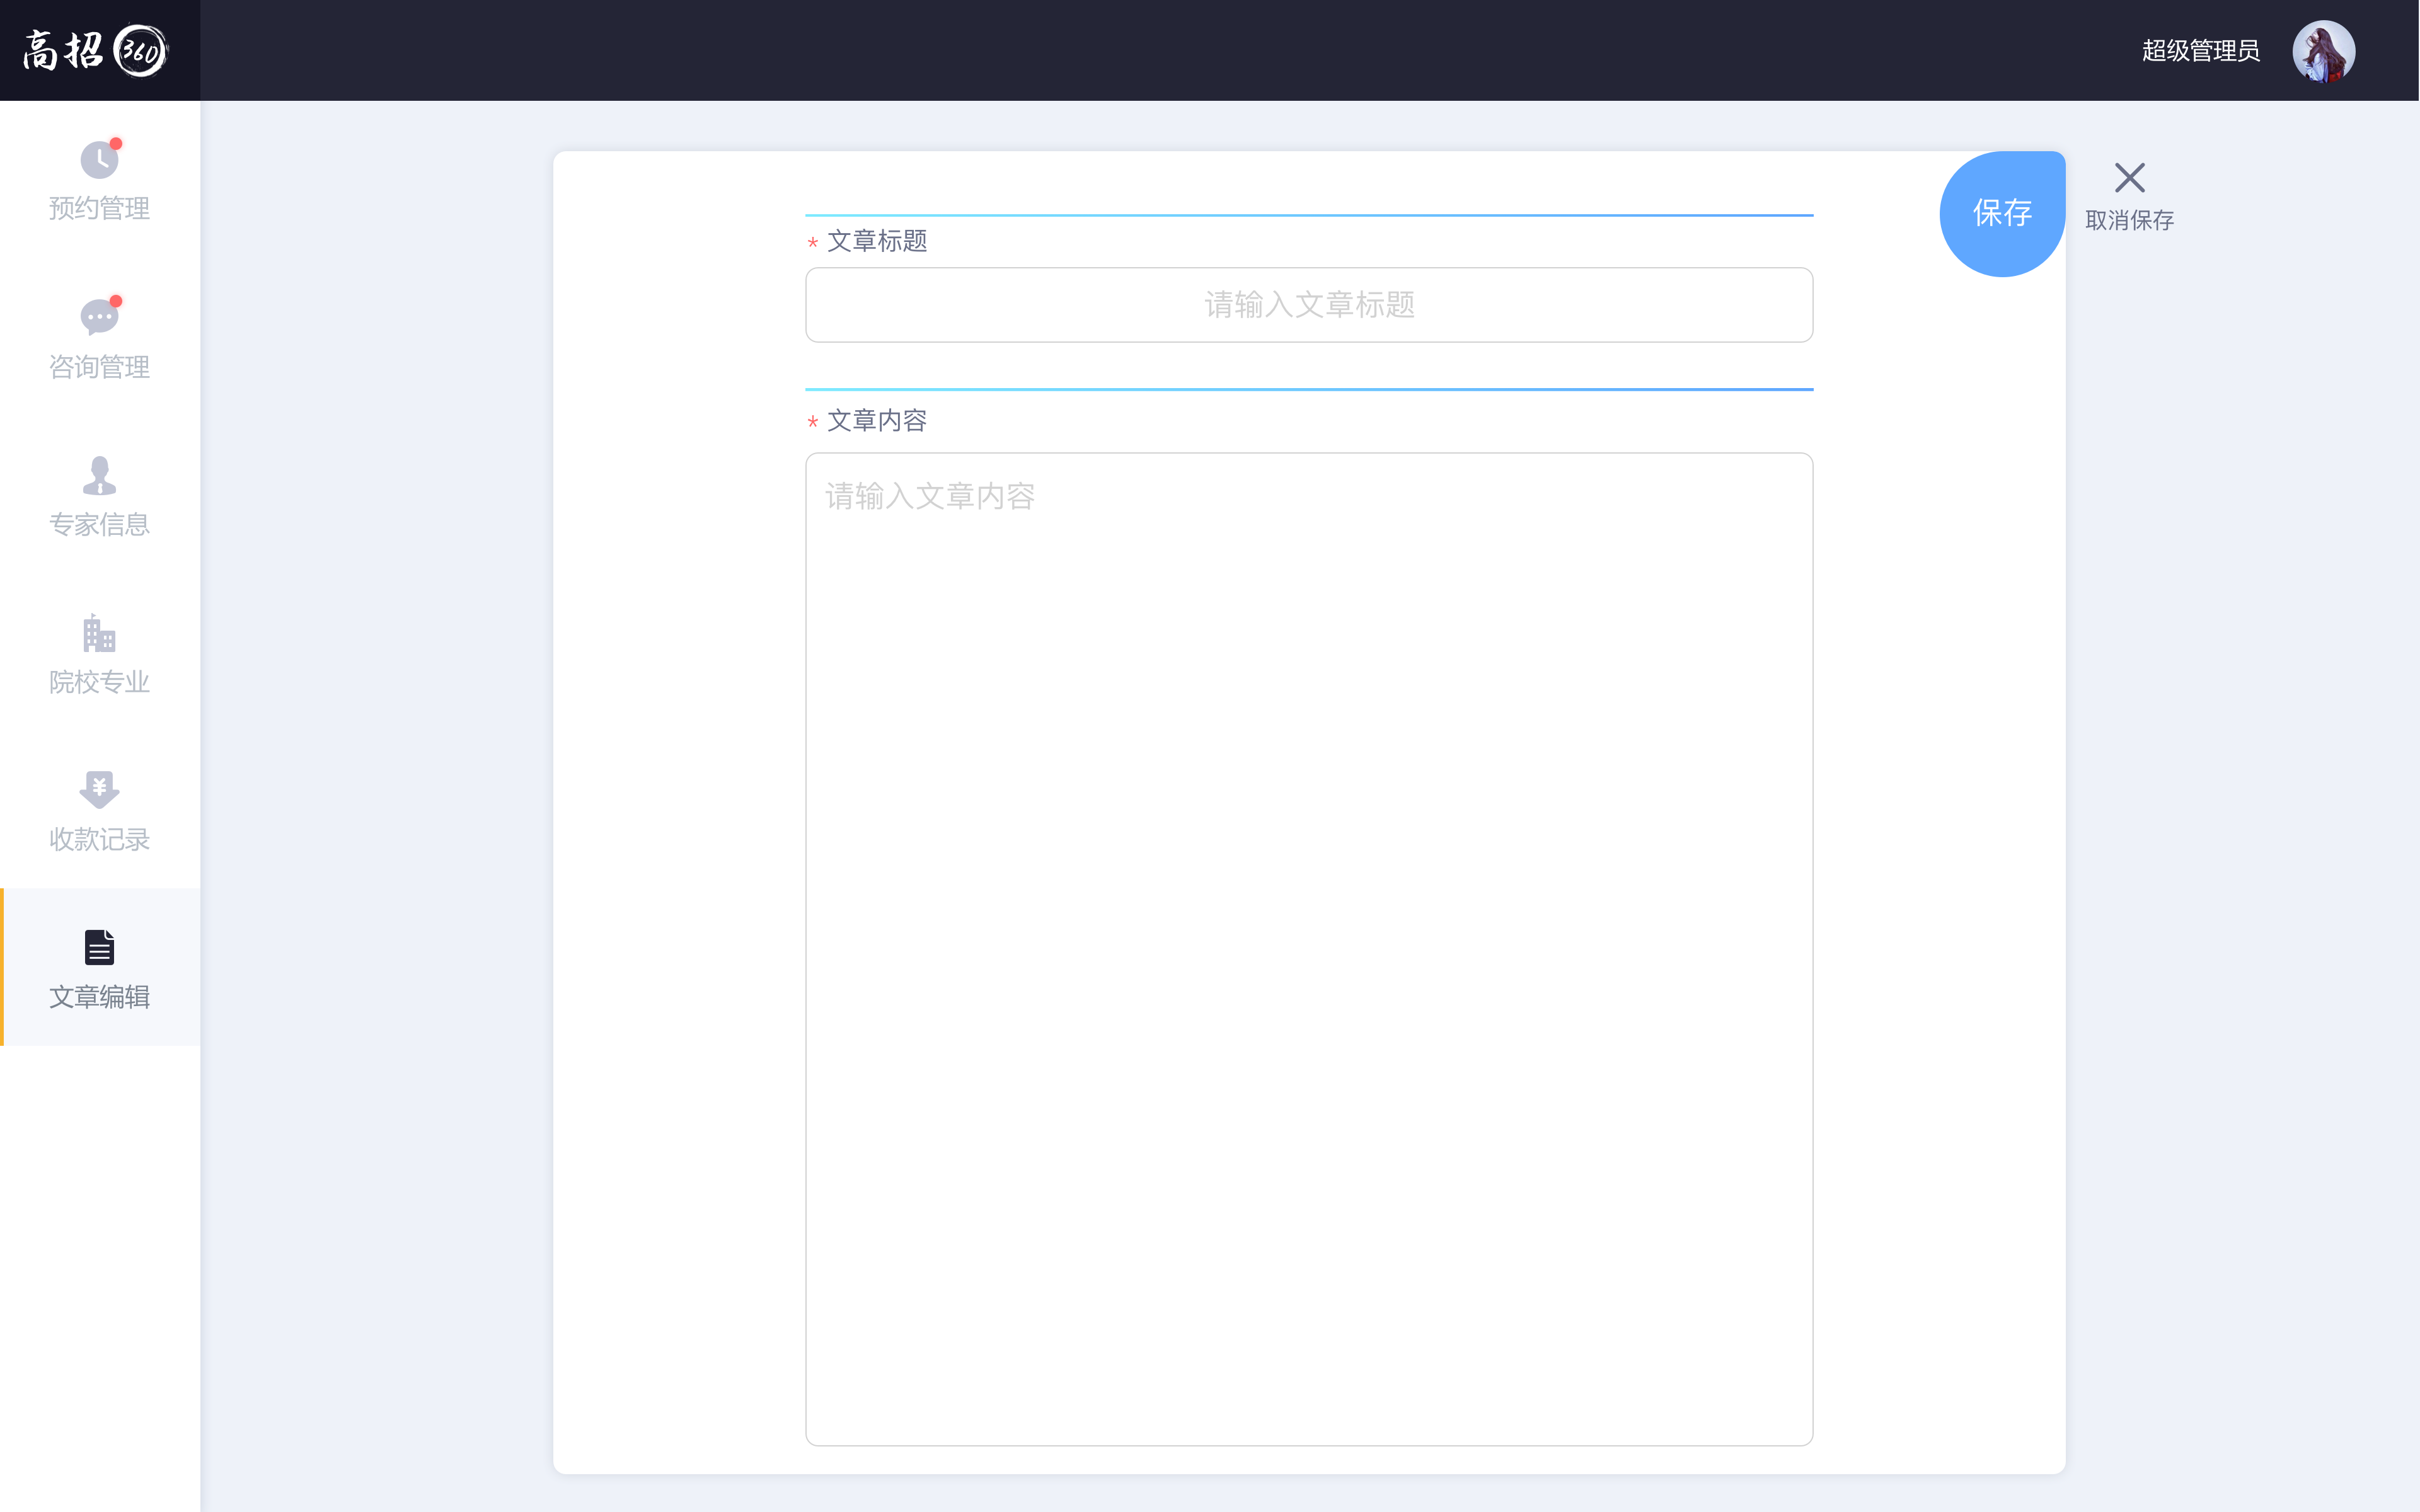 高招 360
超级管理员
预约管理
咨询管理
专家信息
院校专业
¥
收款记录
文章编辑
保存
取消保存
* 文章标题
请输入文章标题
* 文章内容
请输入文章内容